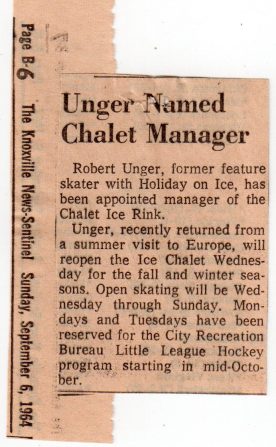 Page B-6 The Knoxville News-Sentinel Sunday, September 6, 1964
Unger Named
Chalet Manager
Robert Unger, former feature
skater with Holiday on Ice, has
been appointed manager of the
Chalet Ice Rink.
Unger, recently returned from
a summer visit to Europe, will
reopen the Ice Chalet Wednes-
day for the fall and winter sea-
sons. Open skating will be Wed-
nesday through Sunday. Mon-
days and Tuesdays have been
reserved for the City Recreation
Bureau Little League Hockey
program starting in mid-Octo-
ber.